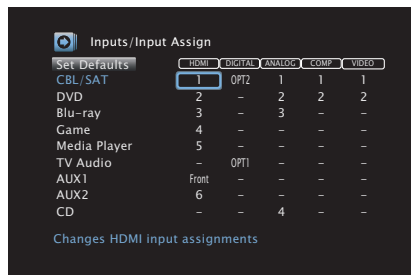 Inputs/Input Assign
Set Defaults HDMI DIGITAL ANALOG COMP VIDEO
CBL/SAT 1 OPT2 1 1 1
DVD 2 – 2 2 2
Blu-ray 3 – 3 – –
Game 4 – – – –
Media Player 5 – – – –
TV Audio – OPT1 – – –
AUX1 Front – – – –
AUX2 6 – – – –
CD – – 4 – –
Changes HDMI input assignments